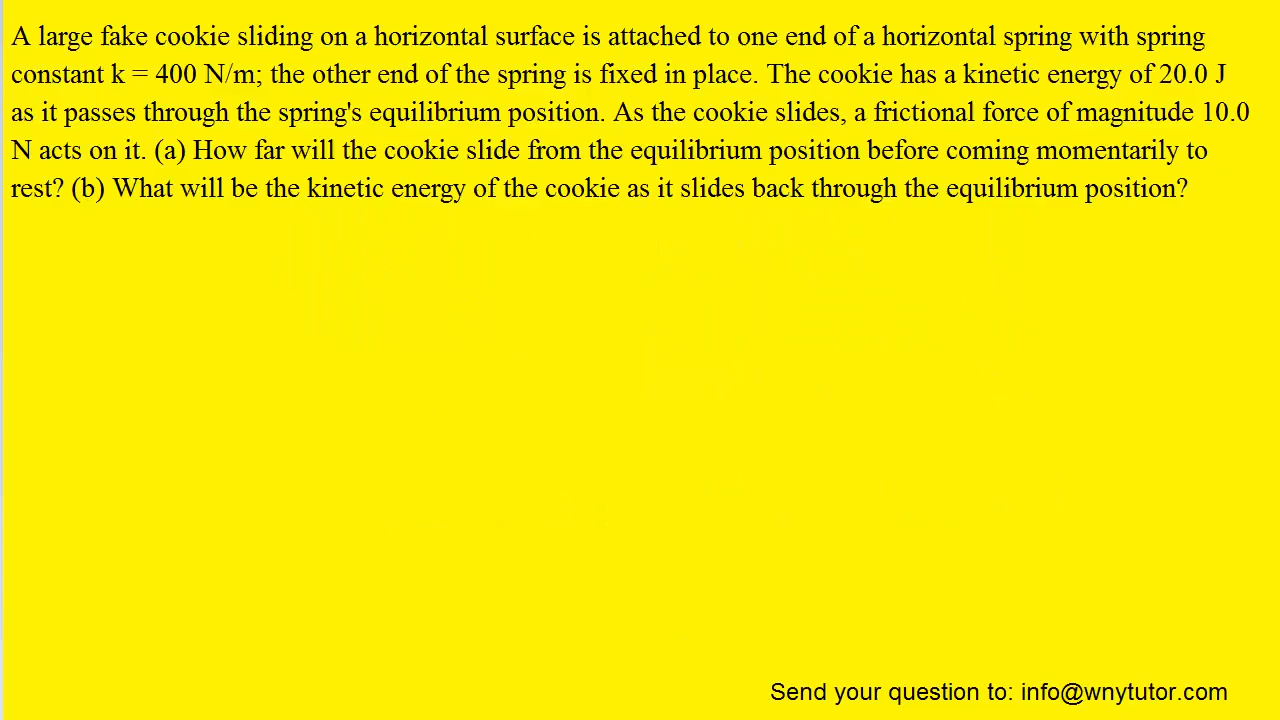 A large fake cookie sliding on a horizontal surface is attached to one end of a horizontal spring with spring
constant k = 400 N/m; the other end of the spring is fixed in place. The cookie has a kinetic energy of 20.0 J
as it passes through the spring's equilibrium position. As the cookie slides, a frictional force of magnitude 10.0
N acts on it. (a) How far will the cookie slide from the equilibrium position before coming momentarily to
rest? (b) What will be the kinetic energy of the cookie as it slides back through the equilibrium position?
Send your question to: info@wnytutor.com